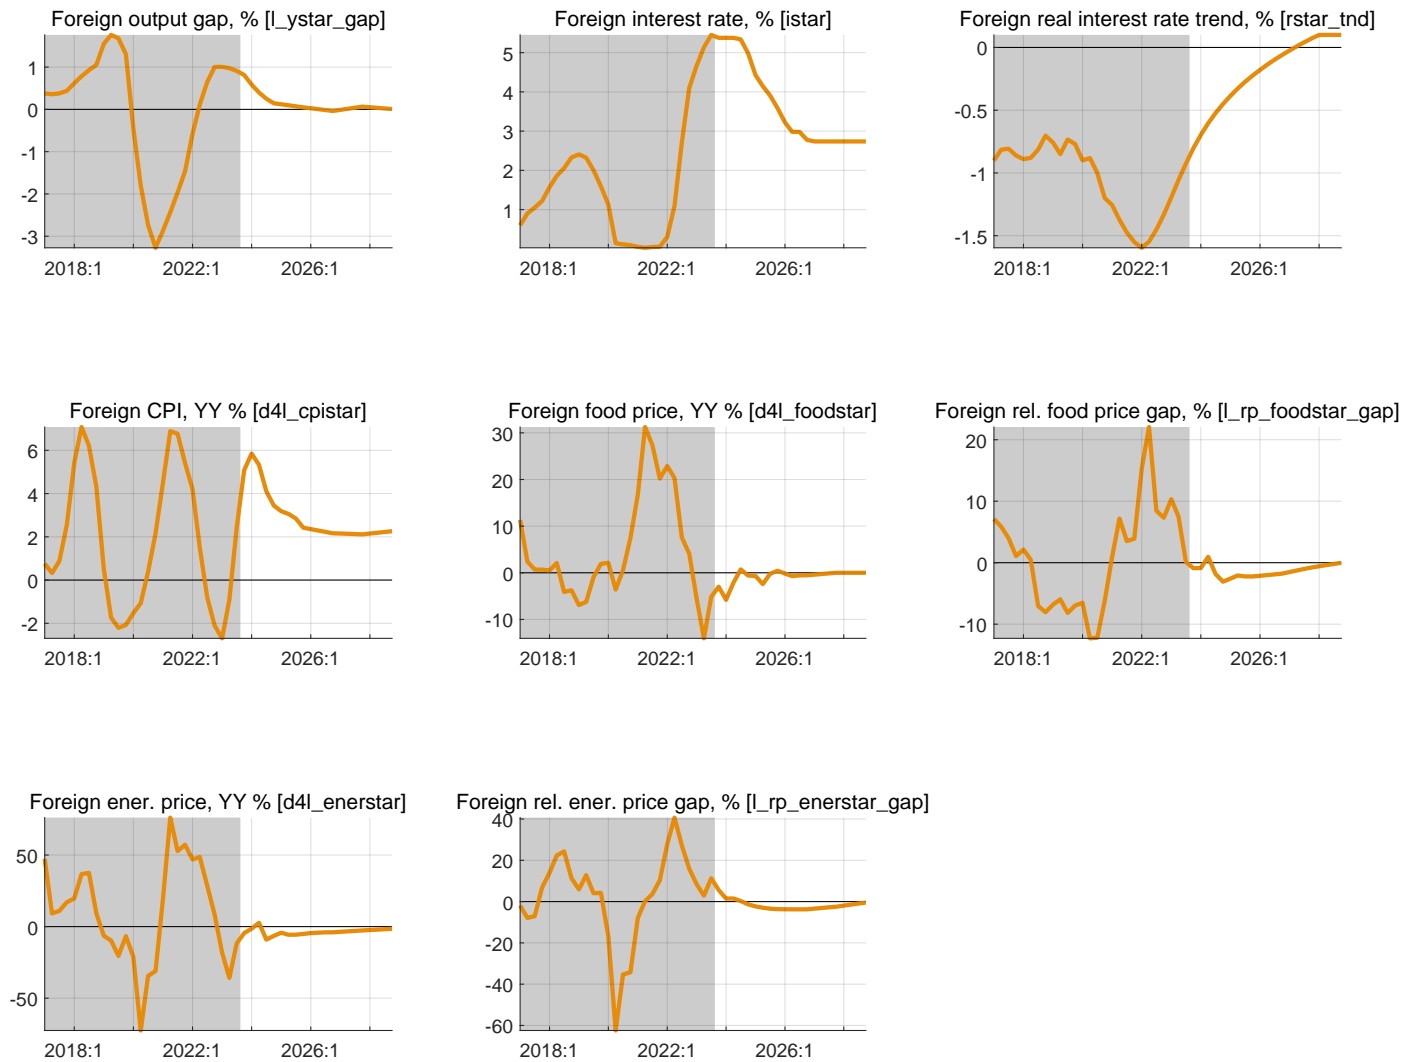 Foreign output gap, % [l_ystar_gap]
1
0
-1
-2
-3
2018:1 2022:1 2026:1
Foreign interest rate, % [istar]
5
4
3
2
1
2018:1 2022:1 2026:1
Foreign real interest rate trend, % [rstar_tnd]
0
-0.5
-1
-1.5
2018:1 2022:1 2026:1
Foreign CPI, YY % [d4l_cpistar]
6
4
2
0
-2
2018:1 2022:1 2026:1
Foreign food price, YY % [d4l_foodstar]
30
20
10
0
-10
2018:1 2022:1 2026:1
Foreign rel. food price gap, % [l_rp_foodstar_gap]
20
10
0
-10
2018:1 2022:1 2026:1
Foreign ener. price, YY % [d4l_enerstar]
50
0
-50
2018:1 2022:1 2026:1
Foreign rel. ener. price gap, % [l_rp_enerstar_gap]
40
20
0
-20
-40
-60
2018:1 2022:1 2026:1